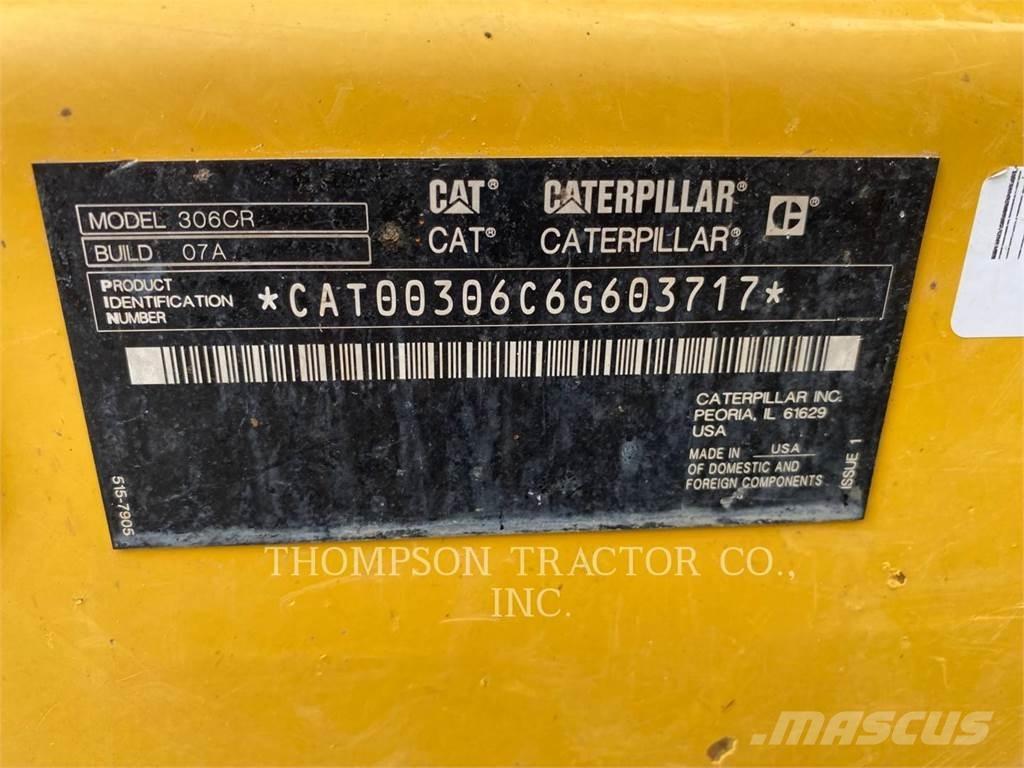 CAT® CATERPILLAR® ®
CAT® CATERPILLAR®
MODEL 306CR
BUILD 07A
PRODUCT
IDENTIFICATION
NUMBER
*CAT00306C6G603717*
CATERPILLAR INC.
PEORIA, IL 61629
USA
MADE IN USA
OF DOMESTIC AND
FOREIGN COMPONENTS
ISSUE 1
515-7905
THOMPSON TRACTOR CO.,
INC.
MASCUS